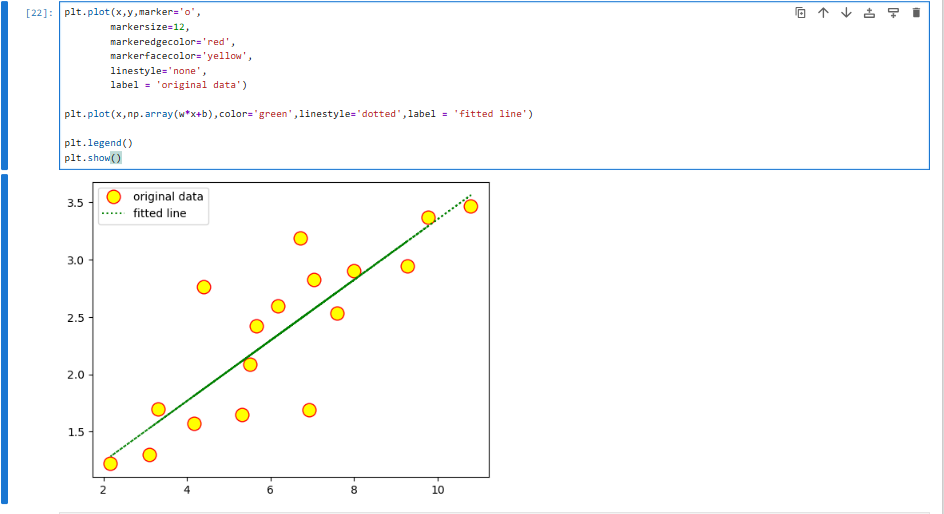 [22]: plt.plot(x,y,marker='o',
markersize=12,
markeredgecolor='red',
markerfacecolor='yellow',
linestyle='none',
label = 'original data')
plt.plot(x,np.array(w*x+b),color='green',linestyle='dotted',label = 'fitted line')
plt.legend()
plt.show()
original data
fitted line
3.5
3.0
2.5
2.0
1.5
2 4 6 8 10